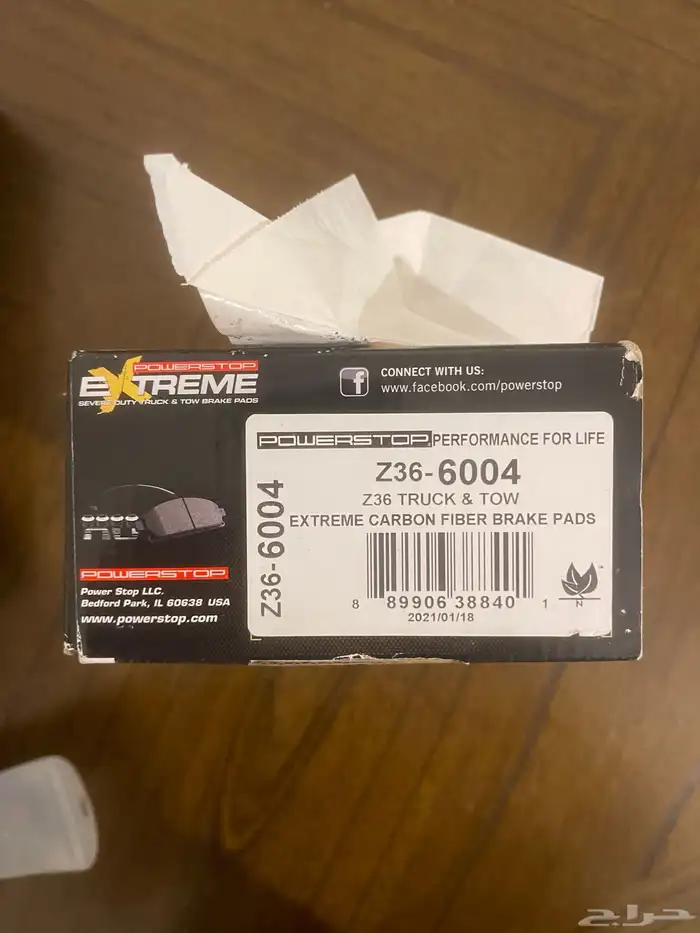 POWERSTOP
EXTREME
SEVERE DUTY TRUCK & TOW BRAKE PADS
CONNECT WITH US:
www.facebook.com/powerstop
POWERSTOP PERFORMANCE FOR LIFE
Z36-6004
Z36 TRUCK & TOW
EXTREME CARBON FIBER BRAKE PADS
8 89906 38840 1
2021/01/18
N
Z36-6004
POWERSTOP
Power Stop LLC.
Bedford Park, IL 60638 USA
www.powerstop.com
حراج